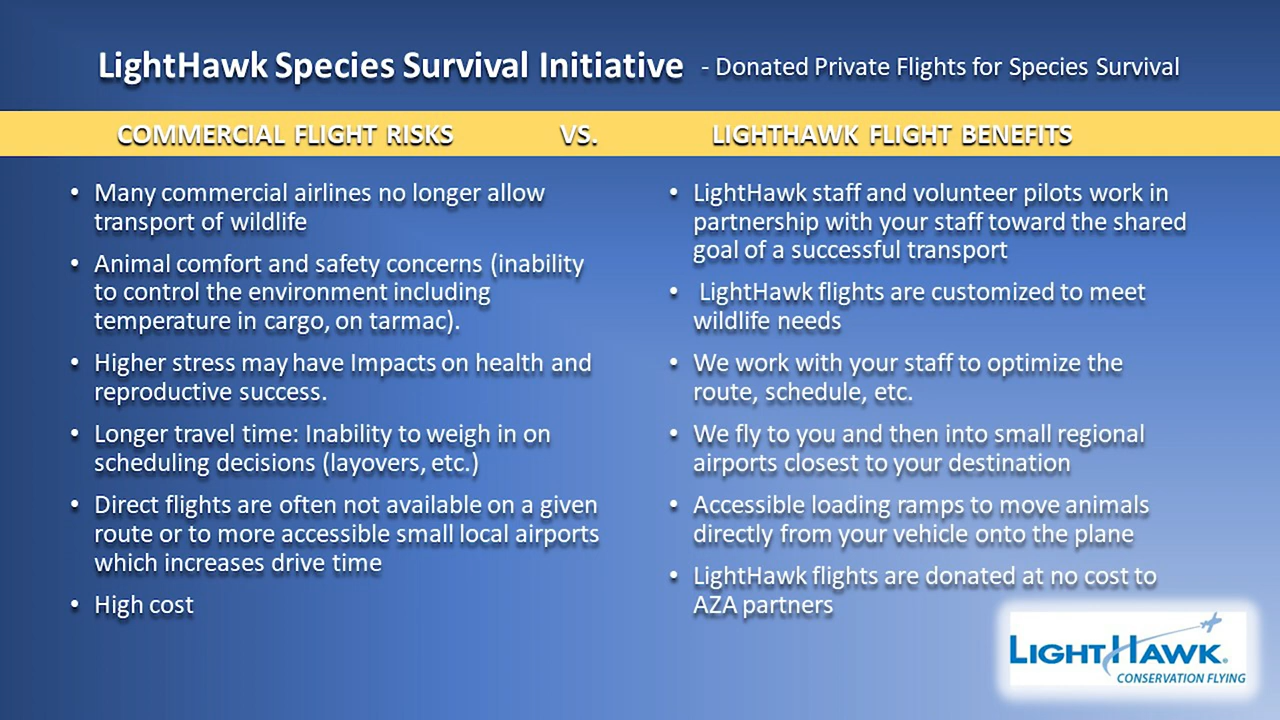 LightHawk Species Survival Initiative - Donated Private Flights for Species Survival
COMMERCIAL FLIGHT RISKS VS. LIGHTHAWK FLIGHT BENEFITS
• Many commercial airlines no longer allow
transport of wildlife
• Animal comfort and safety concerns (inability
to control the environment including
temperature in cargo, on tarmac).
• Higher stress may have Impacts on health and
reproductive success.
• Longer travel time: Inability to weigh in on
scheduling decisions (layovers, etc.)
• Direct flights are often not available on a given
route or to more accessible small local airports
which increases drive time
• High cost
• LightHawk staff and volunteer pilots work in
partnership with your staff toward the shared
goal of a successful transport
• LightHawk flights are customized to meet
wildlife needs
• We work with your staff to optimize the
route, schedule, etc.
• We fly to you and then into small regional
airports closest to your destination
• Accessible loading ramps to move animals
directly from your vehicle onto the plane
• LightHawk flights are donated at no cost to
AZA partners
LIGHTHAWK.
CONSERVATION FLYING